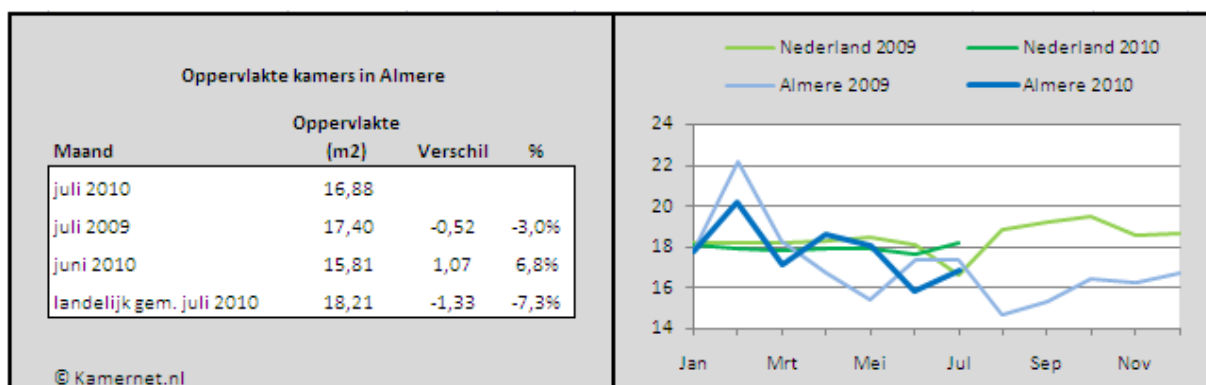 Oppervlakte kamers in Almere
Oppervlakte
Maand (m2) Verschil %
juli 2010 16,88
juli 2009 17,40 -0,52 -3,0%
juni 2010 15,81 1,07 6,8%
landelijk gem. juli 2010 18,21 -1,33 -7,3%
© Kamernet.nl
Nederland 2009 Nederland 2010
Almere 2009 Almere 2010
24
22
20
18
16
14
Jan Mrt Mei Jul Sep Nov